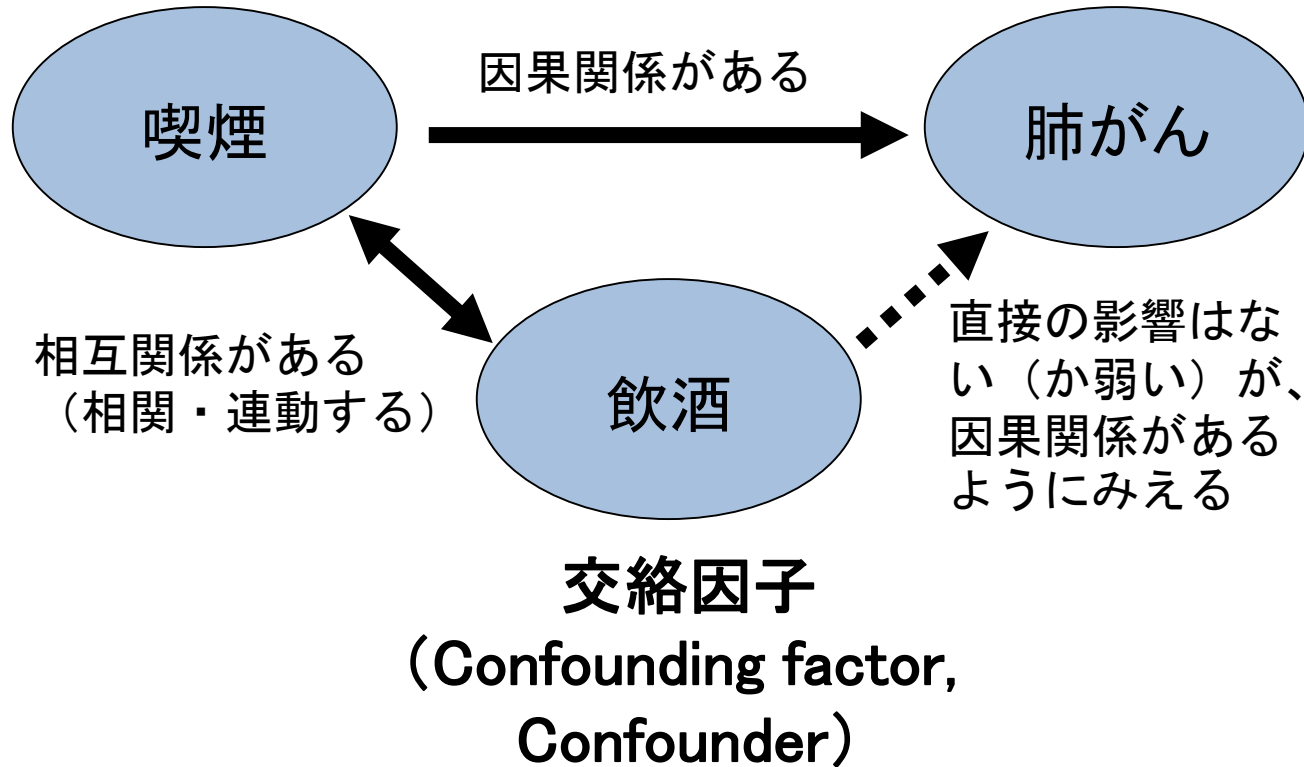 因果関係がある
喫煙
肺がん
相互関係がある
(相関・連動する)
飲酒
直接の影響はな
い(か弱い)が、
因果関係がある
ようにみえる
交絡因子
(Confounding factor,
Confounder)